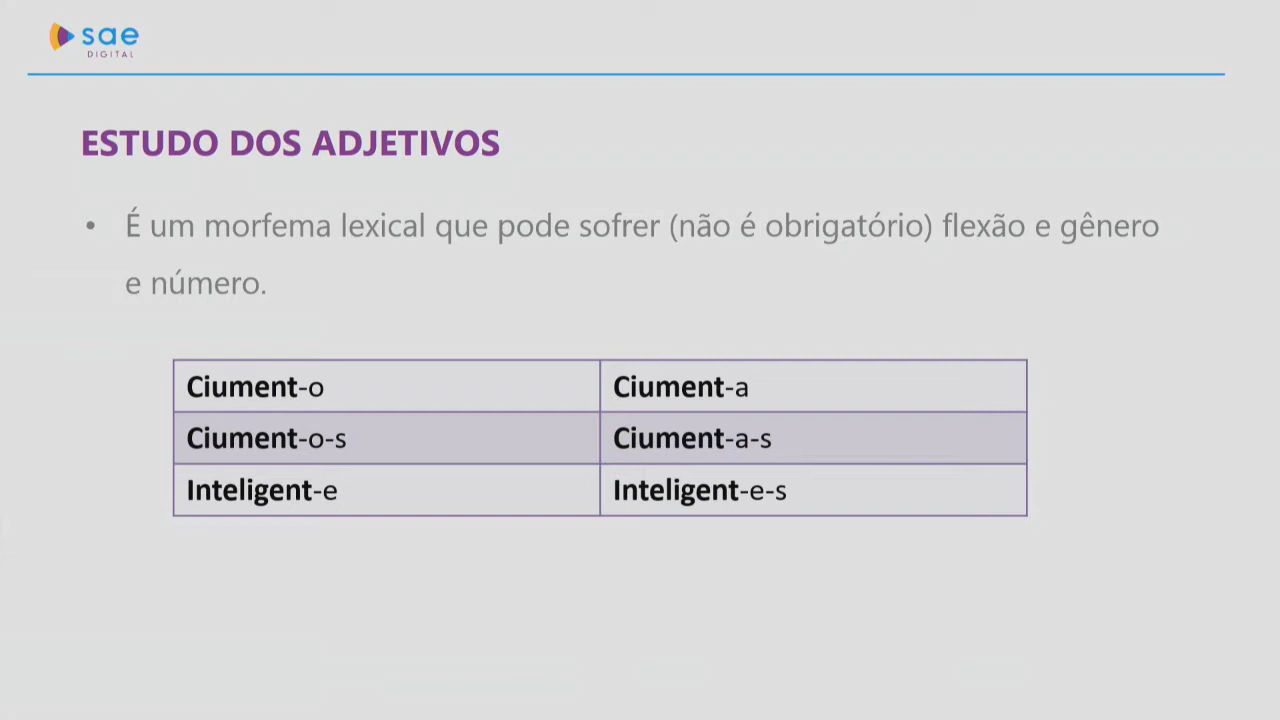 sae
DIGITAL
ESTUDO DOS ADJETIVOS
• É um morfema lexical que pode sofrer (não é obrigatório) flexão e gênero
e número.
Ciument-o Ciument-a
Ciument-o-s Ciument-a-s
Inteligent-e Inteligent-e-s